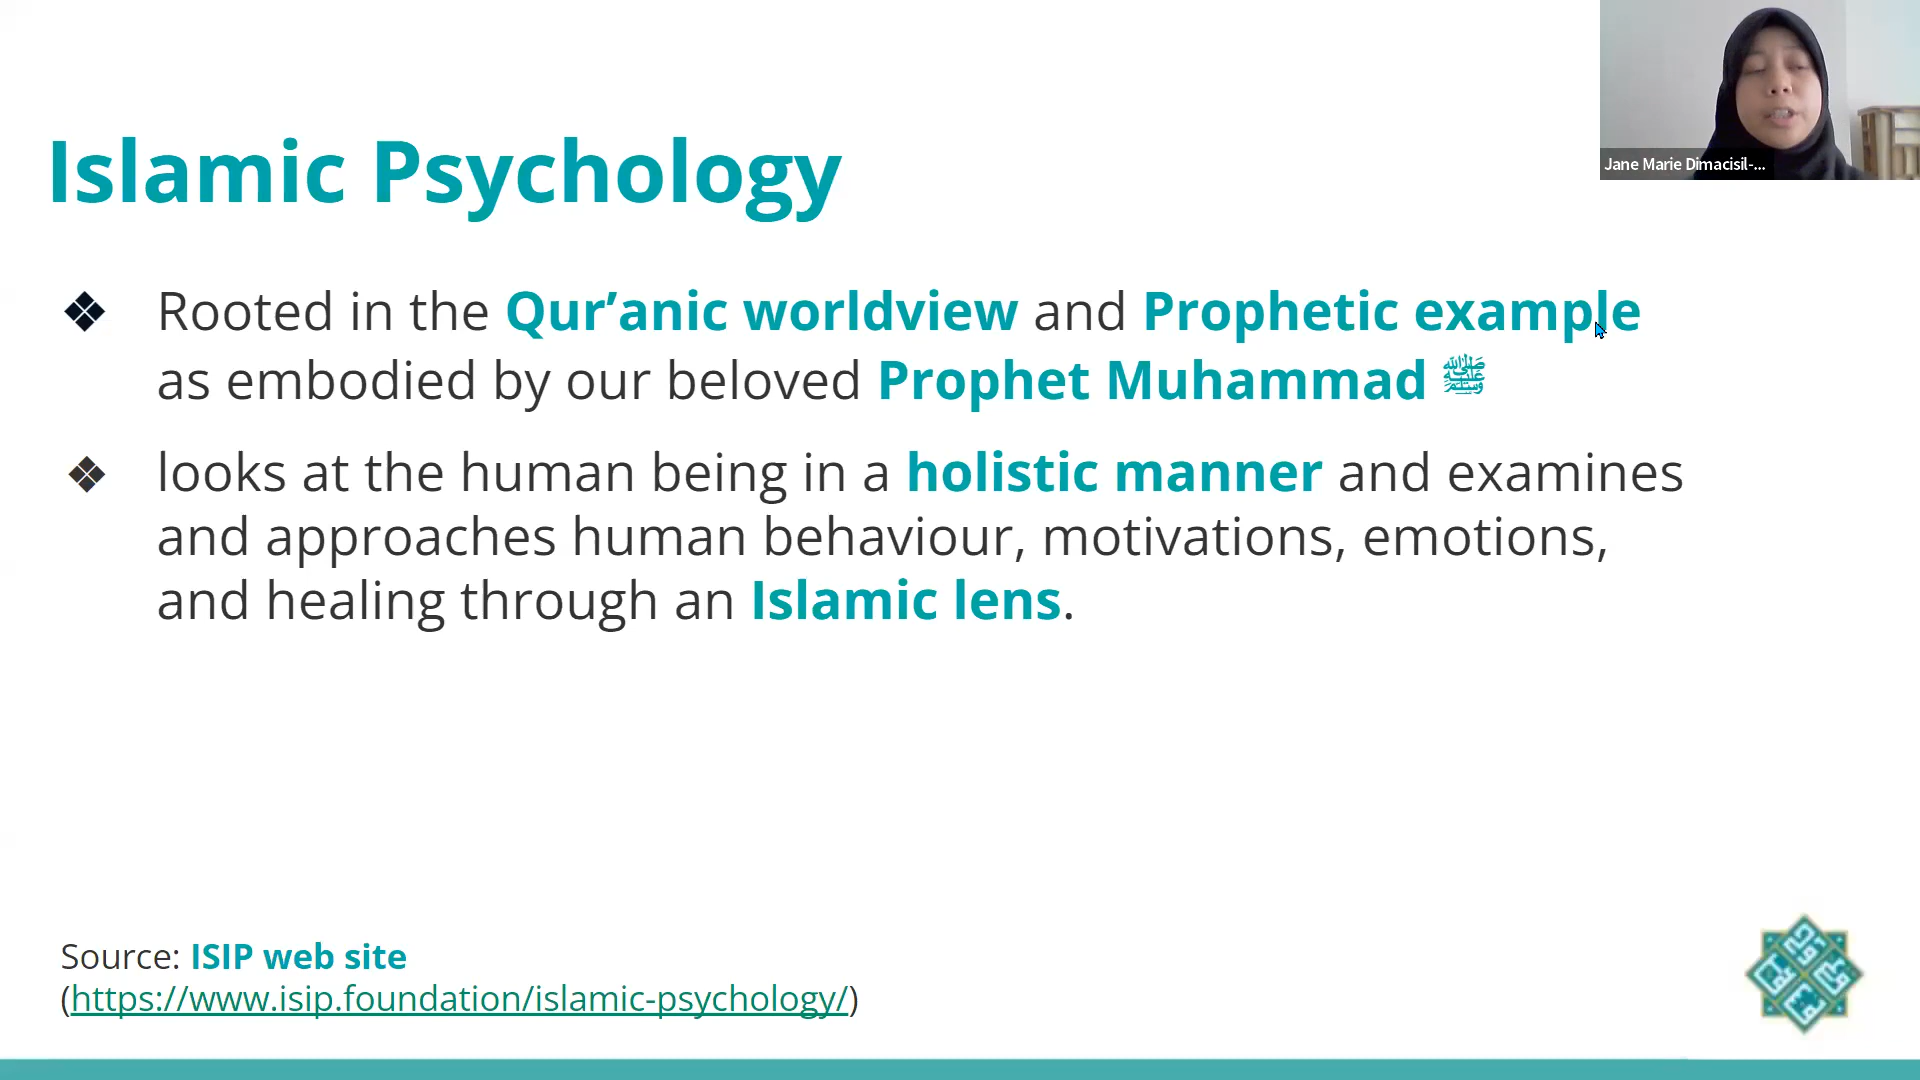 Islamic Psychology
❖ Rooted in the Qur’anic worldview and Prophetic example
as embodied by our beloved Prophet Muhammad ﷺ
❖ looks at the human being in a holistic manner and examines
and approaches human behaviour, motivations, emotions,
and healing through an Islamic lens.
Source: ISIP web site
(https://www.isip.foundation/islamic-psychology/)
Jane Marie Dimacisil-...